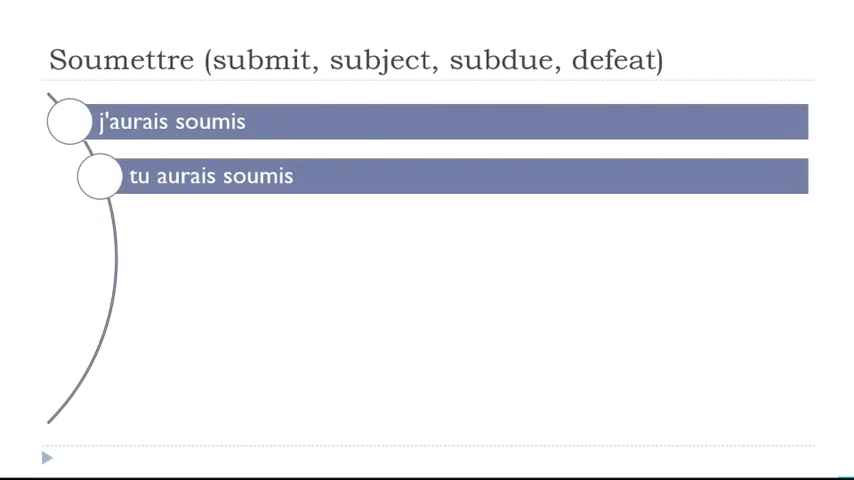 Soumettre (submit, subject, subdue, defeat)
j'aurais soumis
tu aurais soumis